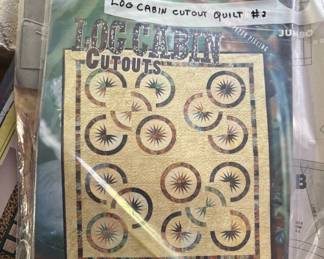 LOG CABIN CUTOUT QUILT #2
LOG CABIN
CUTOUTS
JUMBO
B